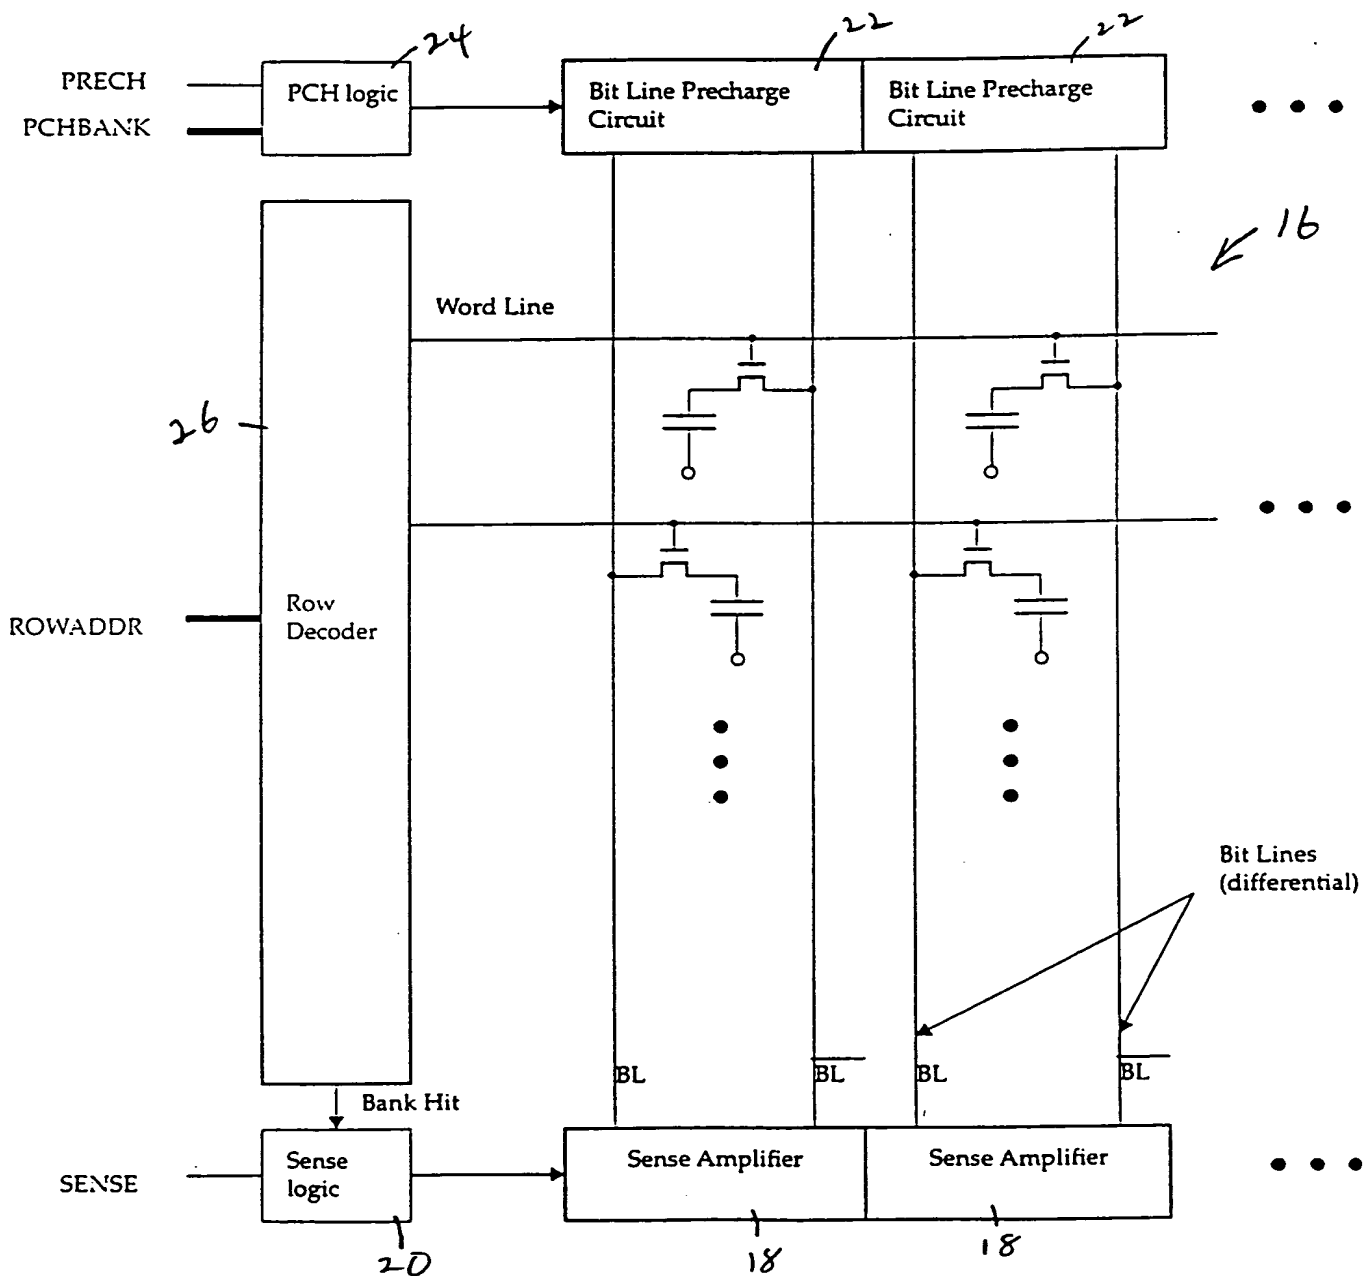 24
22
22
PRECH
PCHBANK
PCH logic
Bit Line Precharge
Circuit
Bit Line Precharge
Circuit
16
Word Line
26
ROWADDR
Row
Decoder
Bit Lines
(differential)
BL
BL
BL
BL
Bank Hit
SENSE
Sense
logic
Sense Amplifier
Sense Amplifier
20
18
18